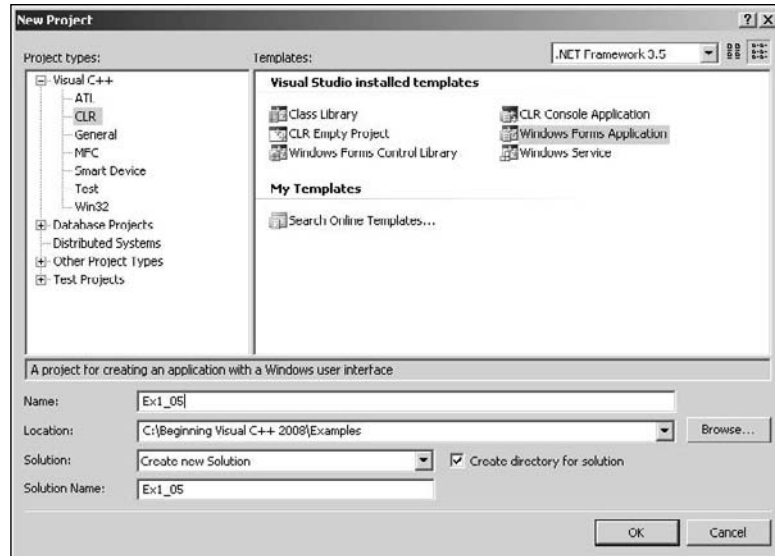 New Project
Project types:
Templates:
.NET Framework 3.5
Visual C++
ATL
CLR
General
MFC
Smart Device
Test
Win32
Database Projects
Distributed Systems
Other Project Types
Test Projects
Visual Studio installed templates
Class Library
CLR Console Application
CLR Empty Project
Windows Forms Application
Windows Forms Control Library
Windows Service
My Templates
Search Online Templates...
A project for creating an application with a Windows user interface
Name:
Ex1_05
Location:
C:\Beginning Visual C++ 2008\Examples
Browse...
Solution:
Create new Solution
Create directory for solution
Solution Name:
Ex1_05
OK
Cancel